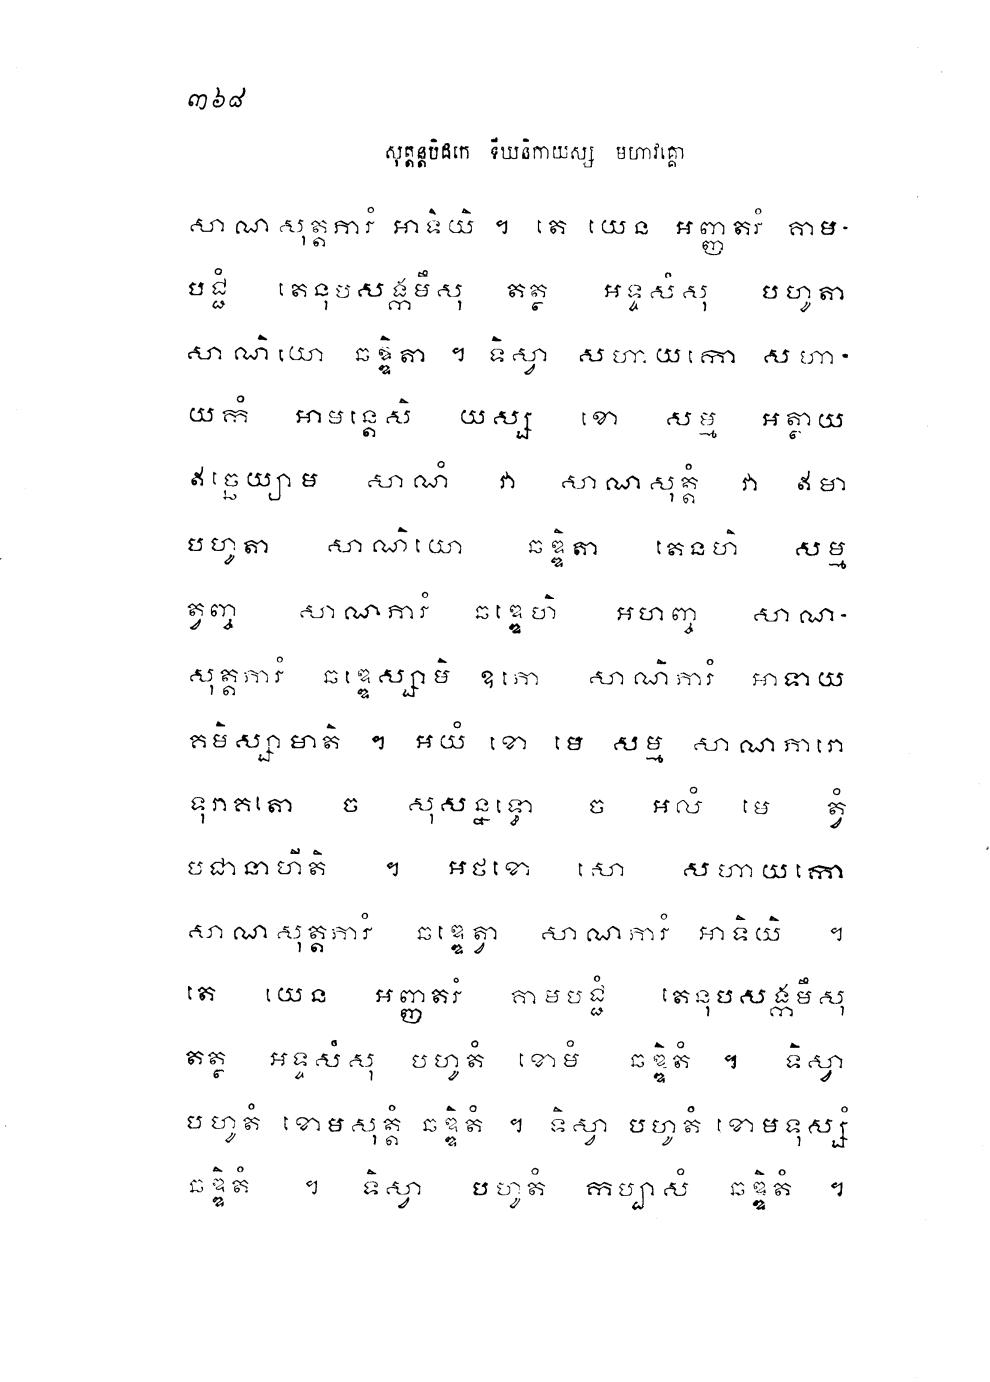 ៣៦៨
សុត្តន្តបិដកេ ទីឃនិកាយស្ស មហាវគ្គោ
សាណសុត្តភារំ អាទិយិ ។ តេ យេន អញ្ញតរំ គាម-
បជ្ជំ តេនុបសង្កមឹសុ តត្ថ អទ្ទសំសុ បហូតា
សាណិយោ ឆឌ្ឌិតា ។ ទិស្វា សហាយកោ សហា-
យកំ អាមន្តេសិ យស្ស ខោ សម្ម អត្ថាយ
ឥច្ឆេយ្យាម សាណំ វា សាណសុត្តំ វា ឥមា
បហូតា សាណិយោ ឆឌ្ឌិតា តេនហិ សម្ម
ត្វញ្ច សាណភារំ ឆឌ្ឌេហិ អហញ្ច សាណ-
សុត្តភារំ ឆឌ្ឌេស្សាមិ ឧភោ សាណិភារំ អាទាយ
គមិស្សាមាតិ ។ អយំ ខោ មេ សម្ម សាណភារោ
ទុរាភតោ ច សុសន្នទ្ធោ ច អលំ មេ ត្វំ
បជានាហីតិ ។ អថខោ សោ សហាយកោ
សាណសុត្តភារំ ឆឌ្ឌេត្វា សាណភារំ អាទិយិ ។
តេ យេន អញ្ញតរំ គាមបជ្ជំ តេនុបសង្កមឹសុ
តត្ថ អទ្ទសំសុ បហូតំ ខោមំ ឆឌ្ឌិតំ ។ ទិស្វា
បហូតំ ខោមសុត្តំ ឆឌ្ឌិតំ ។ ទិស្វា បហូតំ ខោមទុស្សំ
ឆឌ្ឌិតំ ។ ទិស្វា បហូតំ កប្បាសំ ឆឌ្ឌិតំ ។